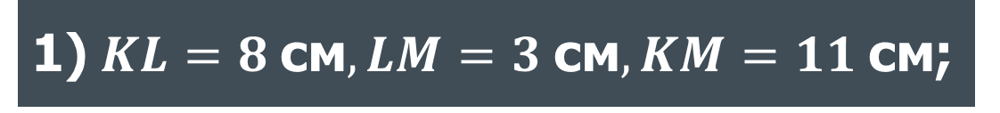 1) KL = 8 см, LM = 3 см, KM = 11 см;